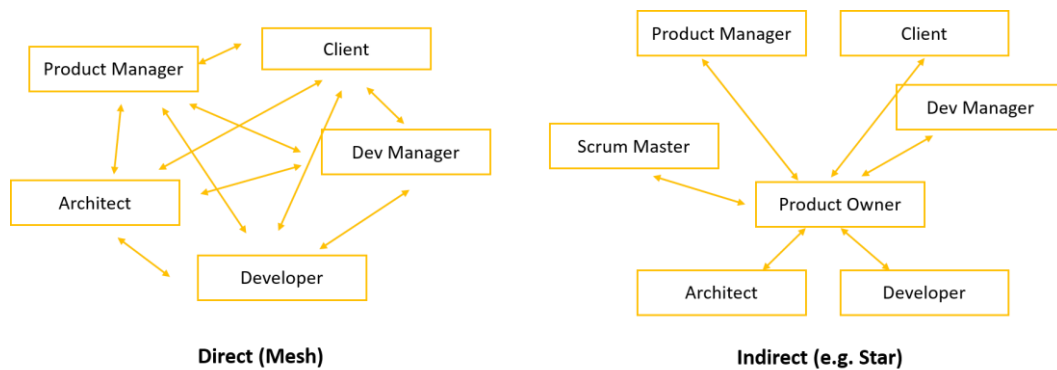 Client
Product Manager
Dev Manager
Architect
Developer
Direct (Mesh)
Product Manager
Client
Dev Manager
Scrum Master
Product Owner
Architect
Developer
Indirect (e.g. Star)